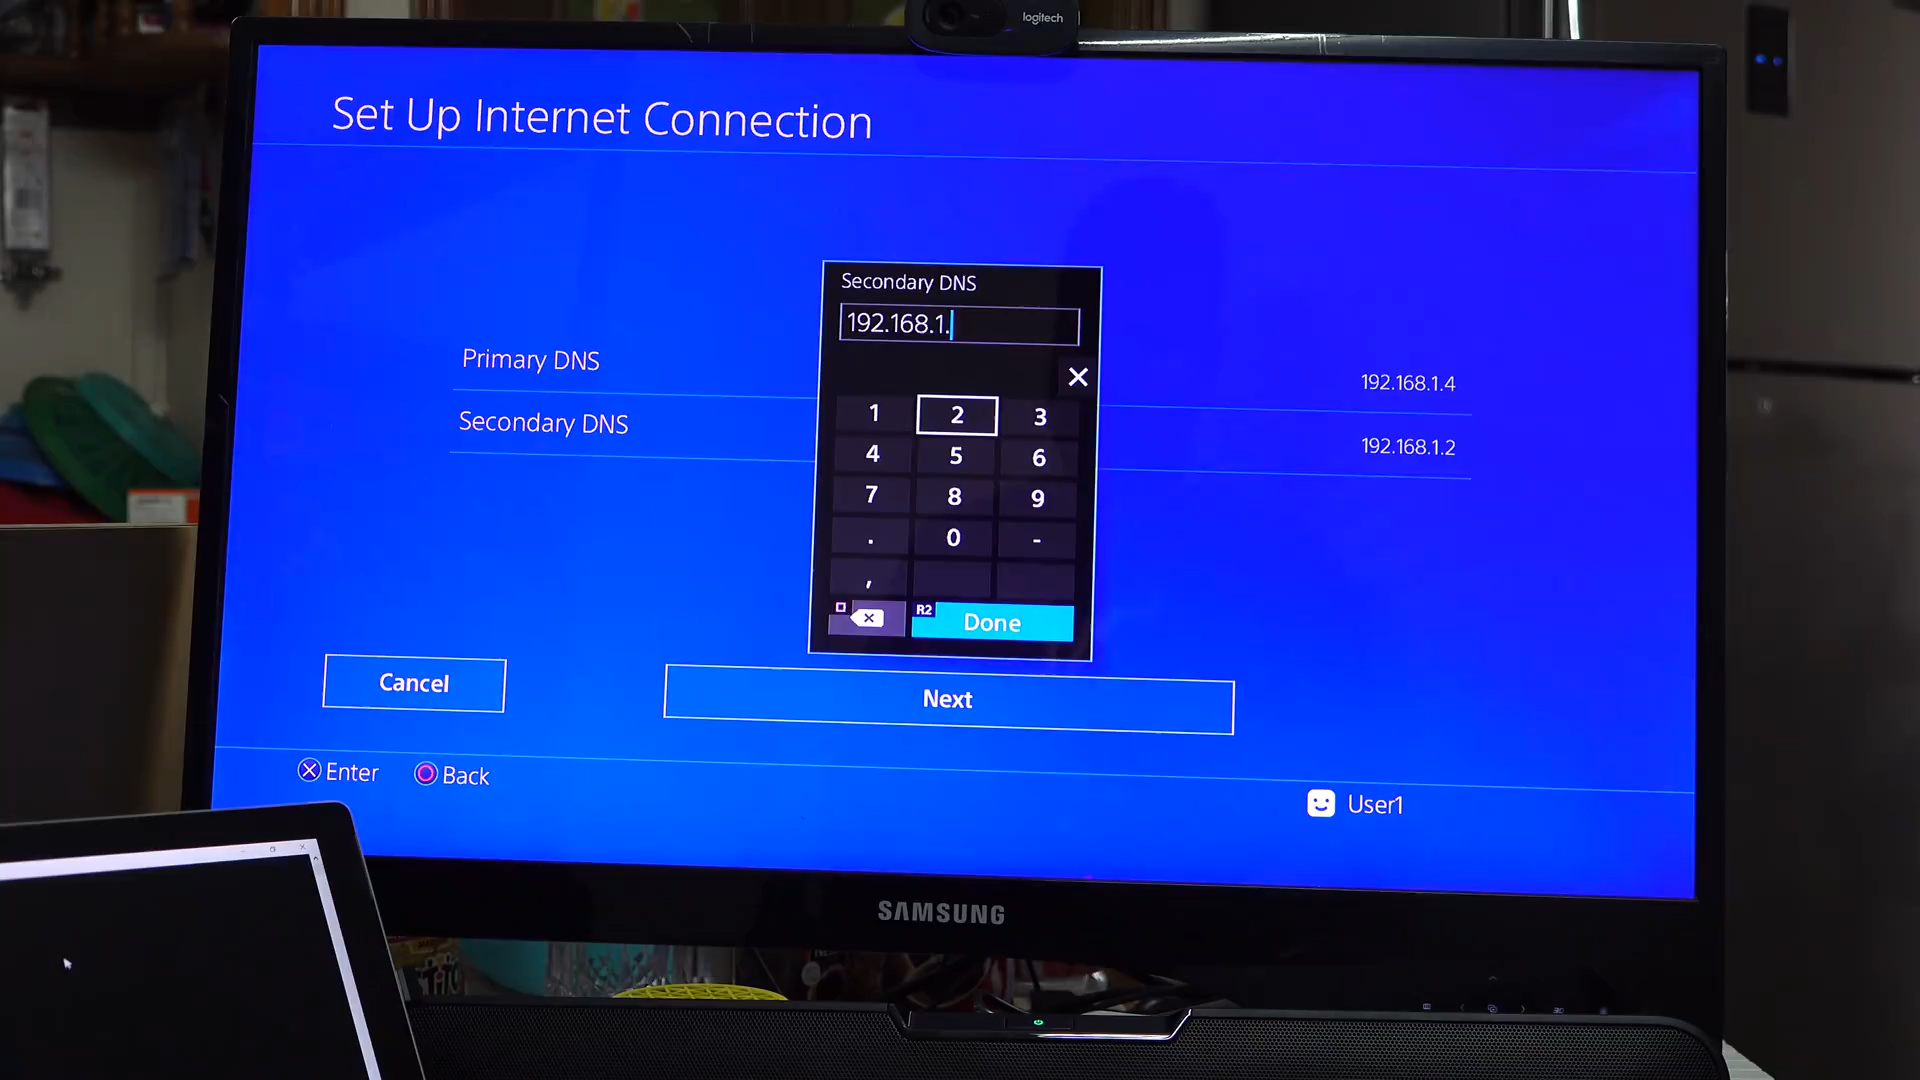 logitech
Set Up Internet Connection
Secondary DNS
192.168.1.
Primary DNS
192.168.1.4
Secondary DNS
192.168.1.2
1 2 3
4 5 6
7 8 9
. 0 -
,
R2 Done
Cancel
Next
Enter Back
User1
SAMSUNG